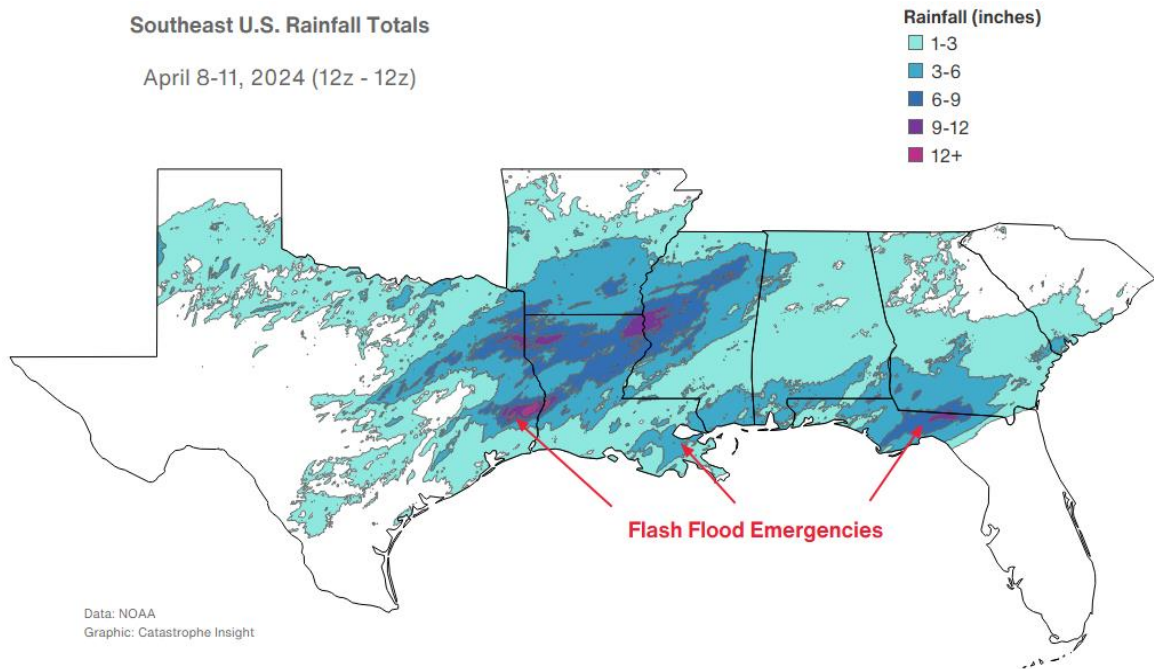 Southeast U.S. Rainfall Totals
April 8-11, 2024 (12z - 12z)
Rainfall (inches)
1-3
3-6
6-9
9-12
12+
Flash Flood Emergencies
Data: NOAA
Graphic: Catastrophe Insight